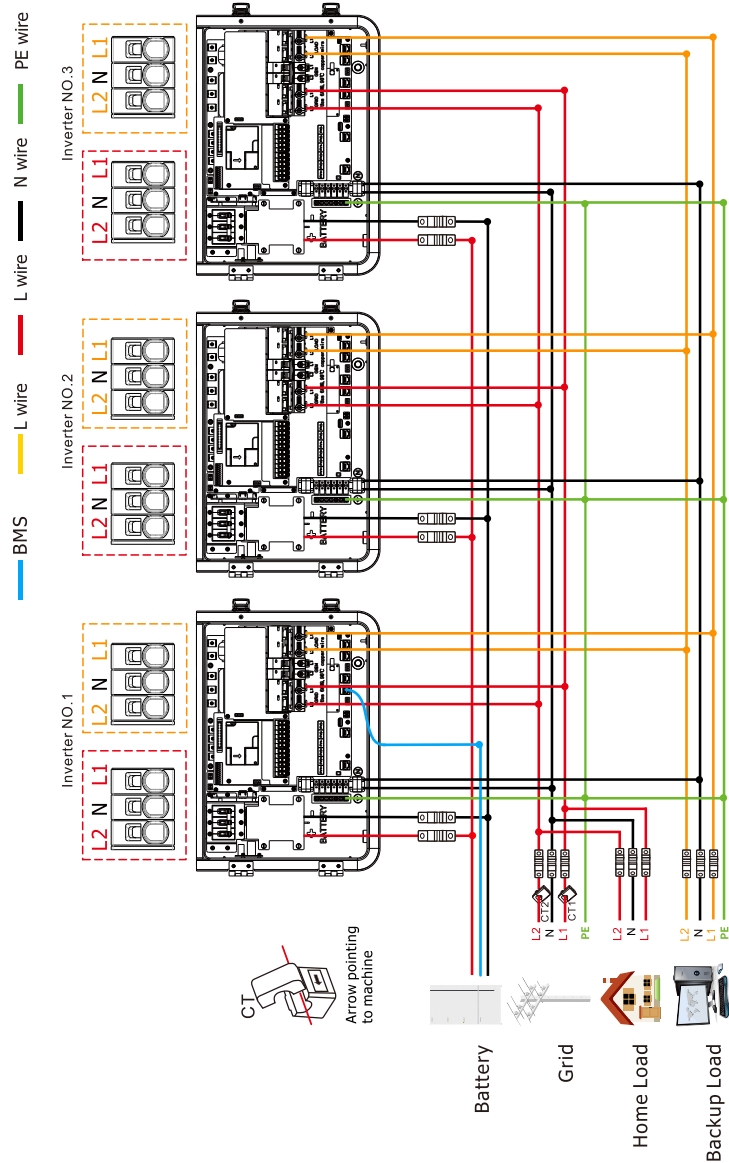 BMS
L wire
L wire
N wire
PE wire
Inverter NO.1
L2 N L1
L2 N L1
Inverter NO.2
L2 N L1
L2 N L1
Inverter NO.3
L2 N L1
L2 N L1
BATTERY
BATTERY
BATTERY
CT
Arrow pointing
to machine
Battery
Grid
L2
CT2
N
L1
CT1
PE
Home Load
L2
N
L1
Backup Load
L2
N
L1
PE